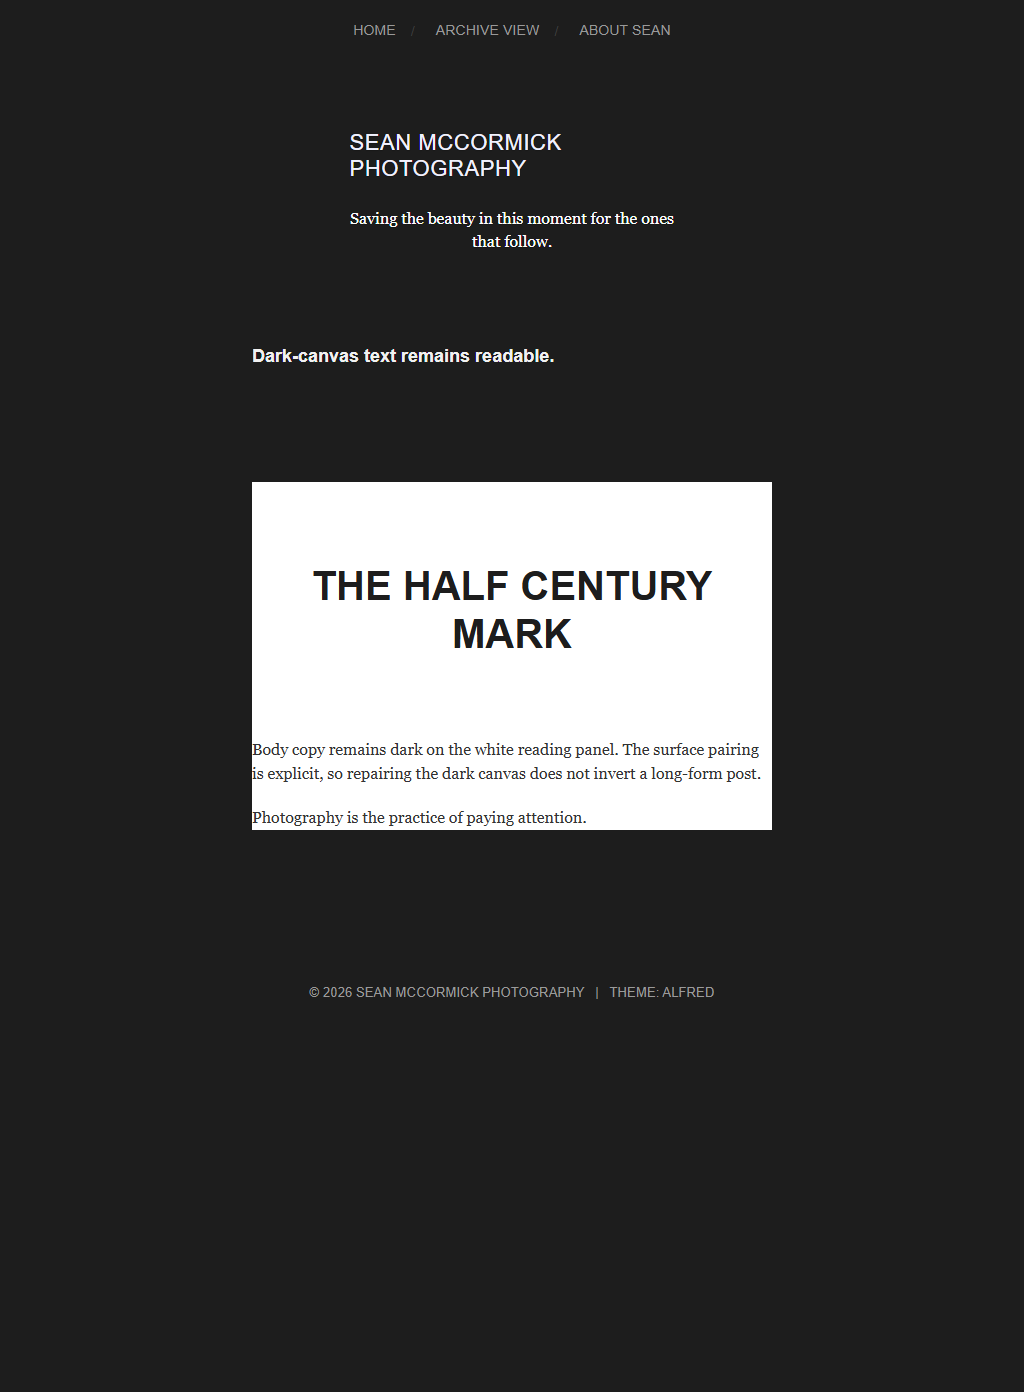 HOME / ARCHIVE VIEW / ABOUT SEAN
SEAN MCCORMICK
PHOTOGRAPHY
Saving the beauty in this moment for the ones
that follow.
Dark-canvas text remains readable.
THE HALF CENTURY
MARK
Body copy remains dark on the white reading panel. The surface pairing
is explicit, so repairing the dark canvas does not invert a long-form post.
Photography is the practice of paying attention.
© 2026 SEAN MCCORMICK PHOTOGRAPHY | THEME: ALFRED